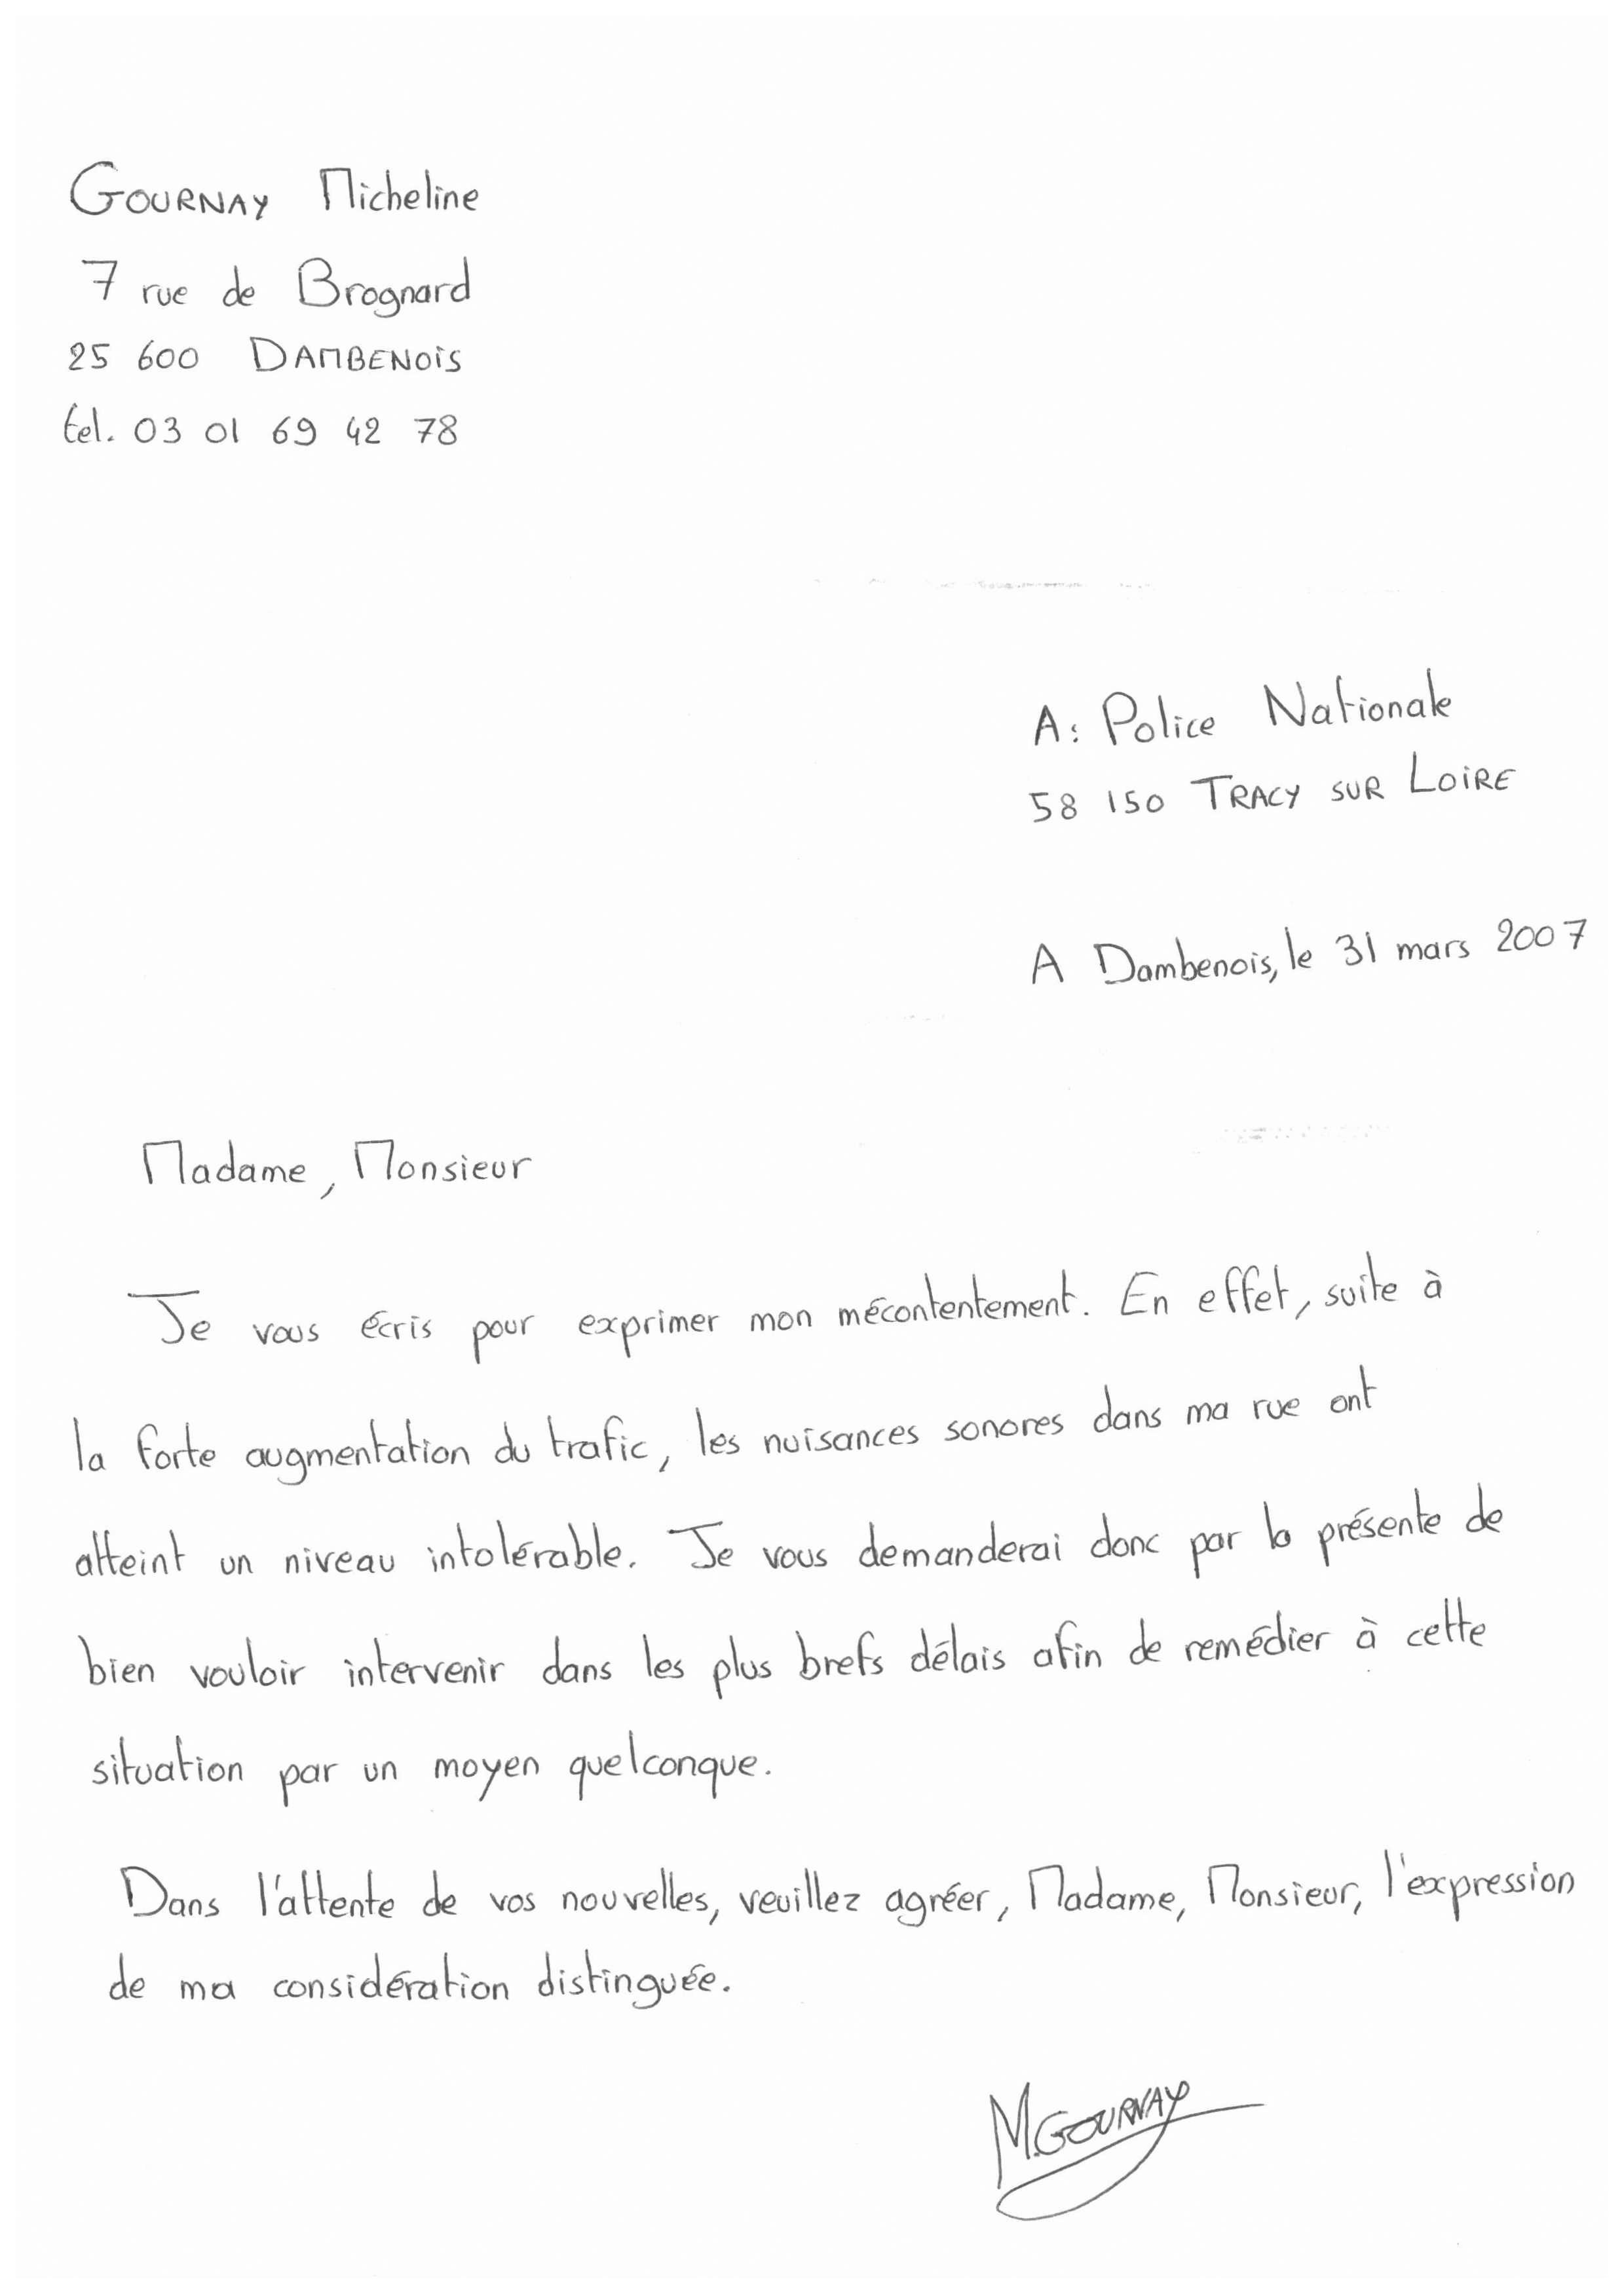 GOURNAY Micheline
7 rue de Brognard
25 600 DAMBENOIS
tel. 03 01 69 42 78
A : Police Nationale
58 150 TRACY SUR LOIRE
A Dambenois, le 31 mars 2007
Madame, Monsieur
Je vous écris pour exprimer mon mécontentement. En effet, suite à
la forte augmentation du trafic, les nuisances sonores dans ma rue ont
atteint un niveau intolérable. Je vous demanderai donc par la présente de
bien vouloir intervenir dans les plus brefs délais afin de remédier à cette
situation par un moyen quelconque.
Dans l'attente de vos nouvelles, veuillez agréer, Madame, Monsieur, l'expression
de ma considération distinguée.
M.GOURNAY